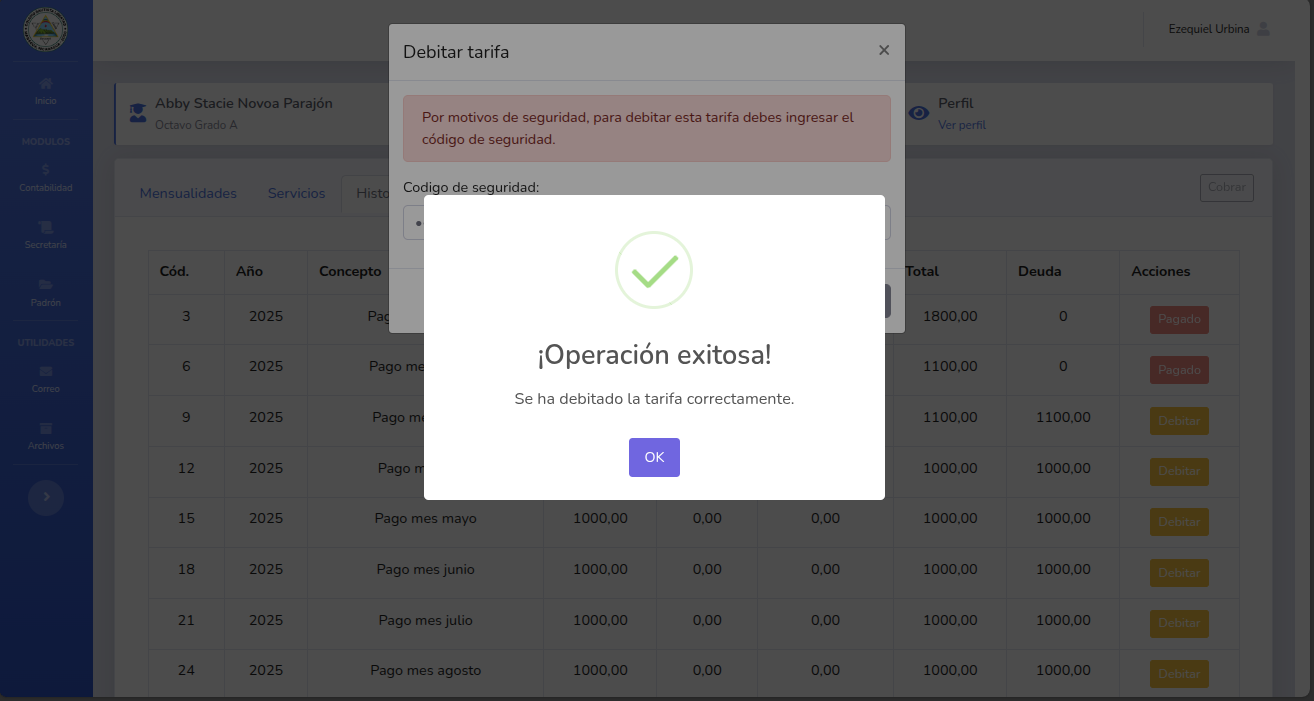 Ezequiel Urbina
Inicio
MODULOS
Contabilidad
Secretaría
Padrón
UTILIDADES
Correo
Archivos
Abby Stacie Novoa Parajón
Octavo Grado A
Perfil
Ver perfil
Mensualidades Servicios Histo
Cobrar
Debitar tarifa ×
Por motivos de seguridad, para debitar esta tarifa debes ingresar el
código de seguridad.
Codigo de seguridad:
¡Operación exitosa!
Se ha debitado la tarifa correctamente.
OK
Cód. Año Concepto Total Deuda Acciones
3 2025 Pag 1800,00 0 Pagado
6 2025 Pago me 1100,00 0 Pagado
9 2025 Pago me 1100,00 1100,00 Debitar
12 2025 Pago m 1000,00 1000,00 Debitar
15 2025 Pago mes mayo 1000,00 0,00 0,00 1000,00 1000,00 Debitar
18 2025 Pago mes junio 1000,00 0,00 0,00 1000,00 1000,00 Debitar
21 2025 Pago mes julio 1000,00 0,00 0,00 1000,00 1000,00 Debitar
24 2025 Pago mes agosto 1000,00 0,00 0,00 1000,00 1000,00 Debitar